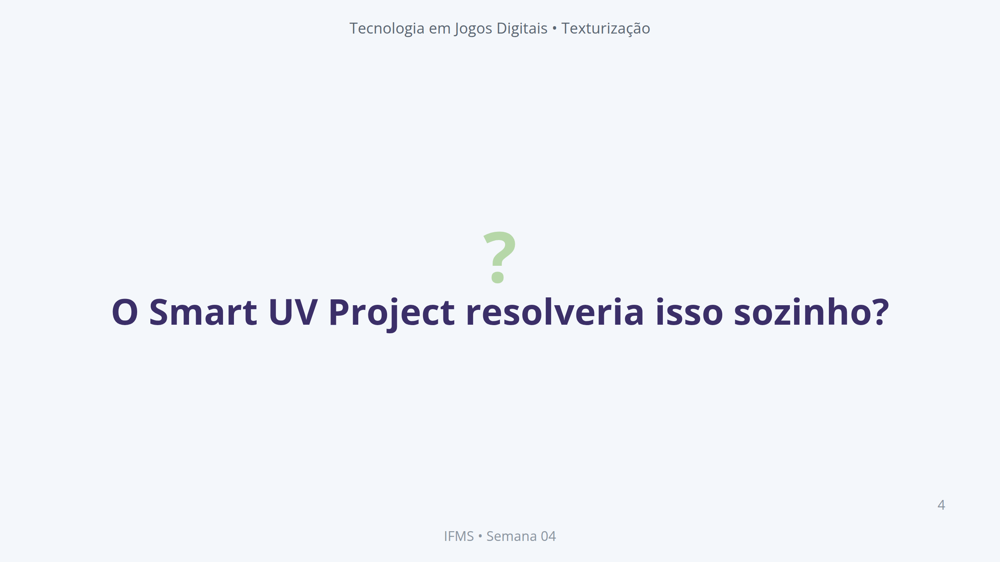 Tecnologia em Jogos Digitais • Texturização
?
O Smart UV Project resolveria isso sozinho?
4
IFMS • Semana 04